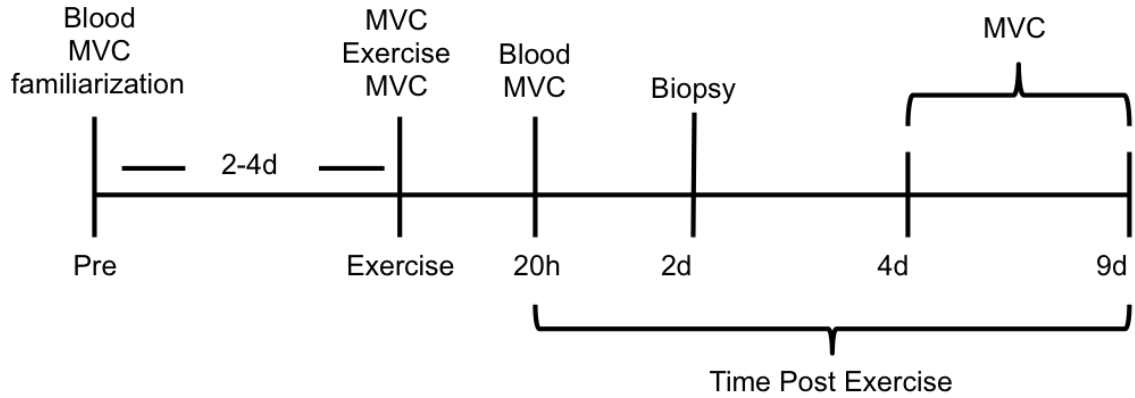 Blood
MVC
familiarization
MVC
Exercise
MVC
Blood
MVC
Biopsy
MVC
2-4d
Pre
Exercise
20h
2d
4d
9d
Time Post Exercise